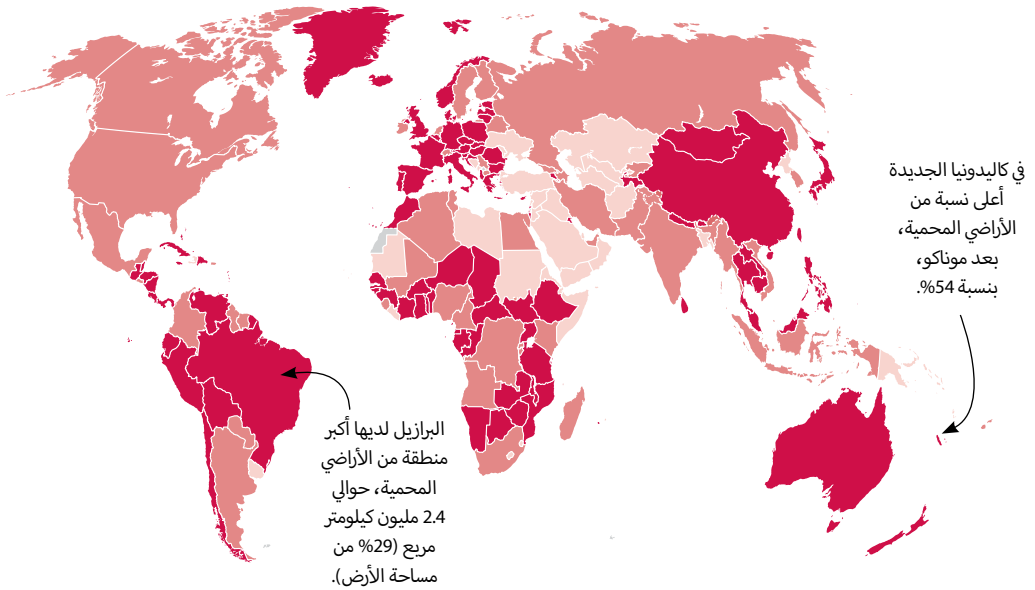 في كاليدونيا الجديدة
أعلى نسبة من
الأراضي المحمية،
بعد موناكو،
بنسبة 54%.
البرازيل لديها أكبر
منطقة من الأراضي
المحمية، حوالي
2.4 مليون كيلومتر
مربع (29% من
مساحة الأرض).